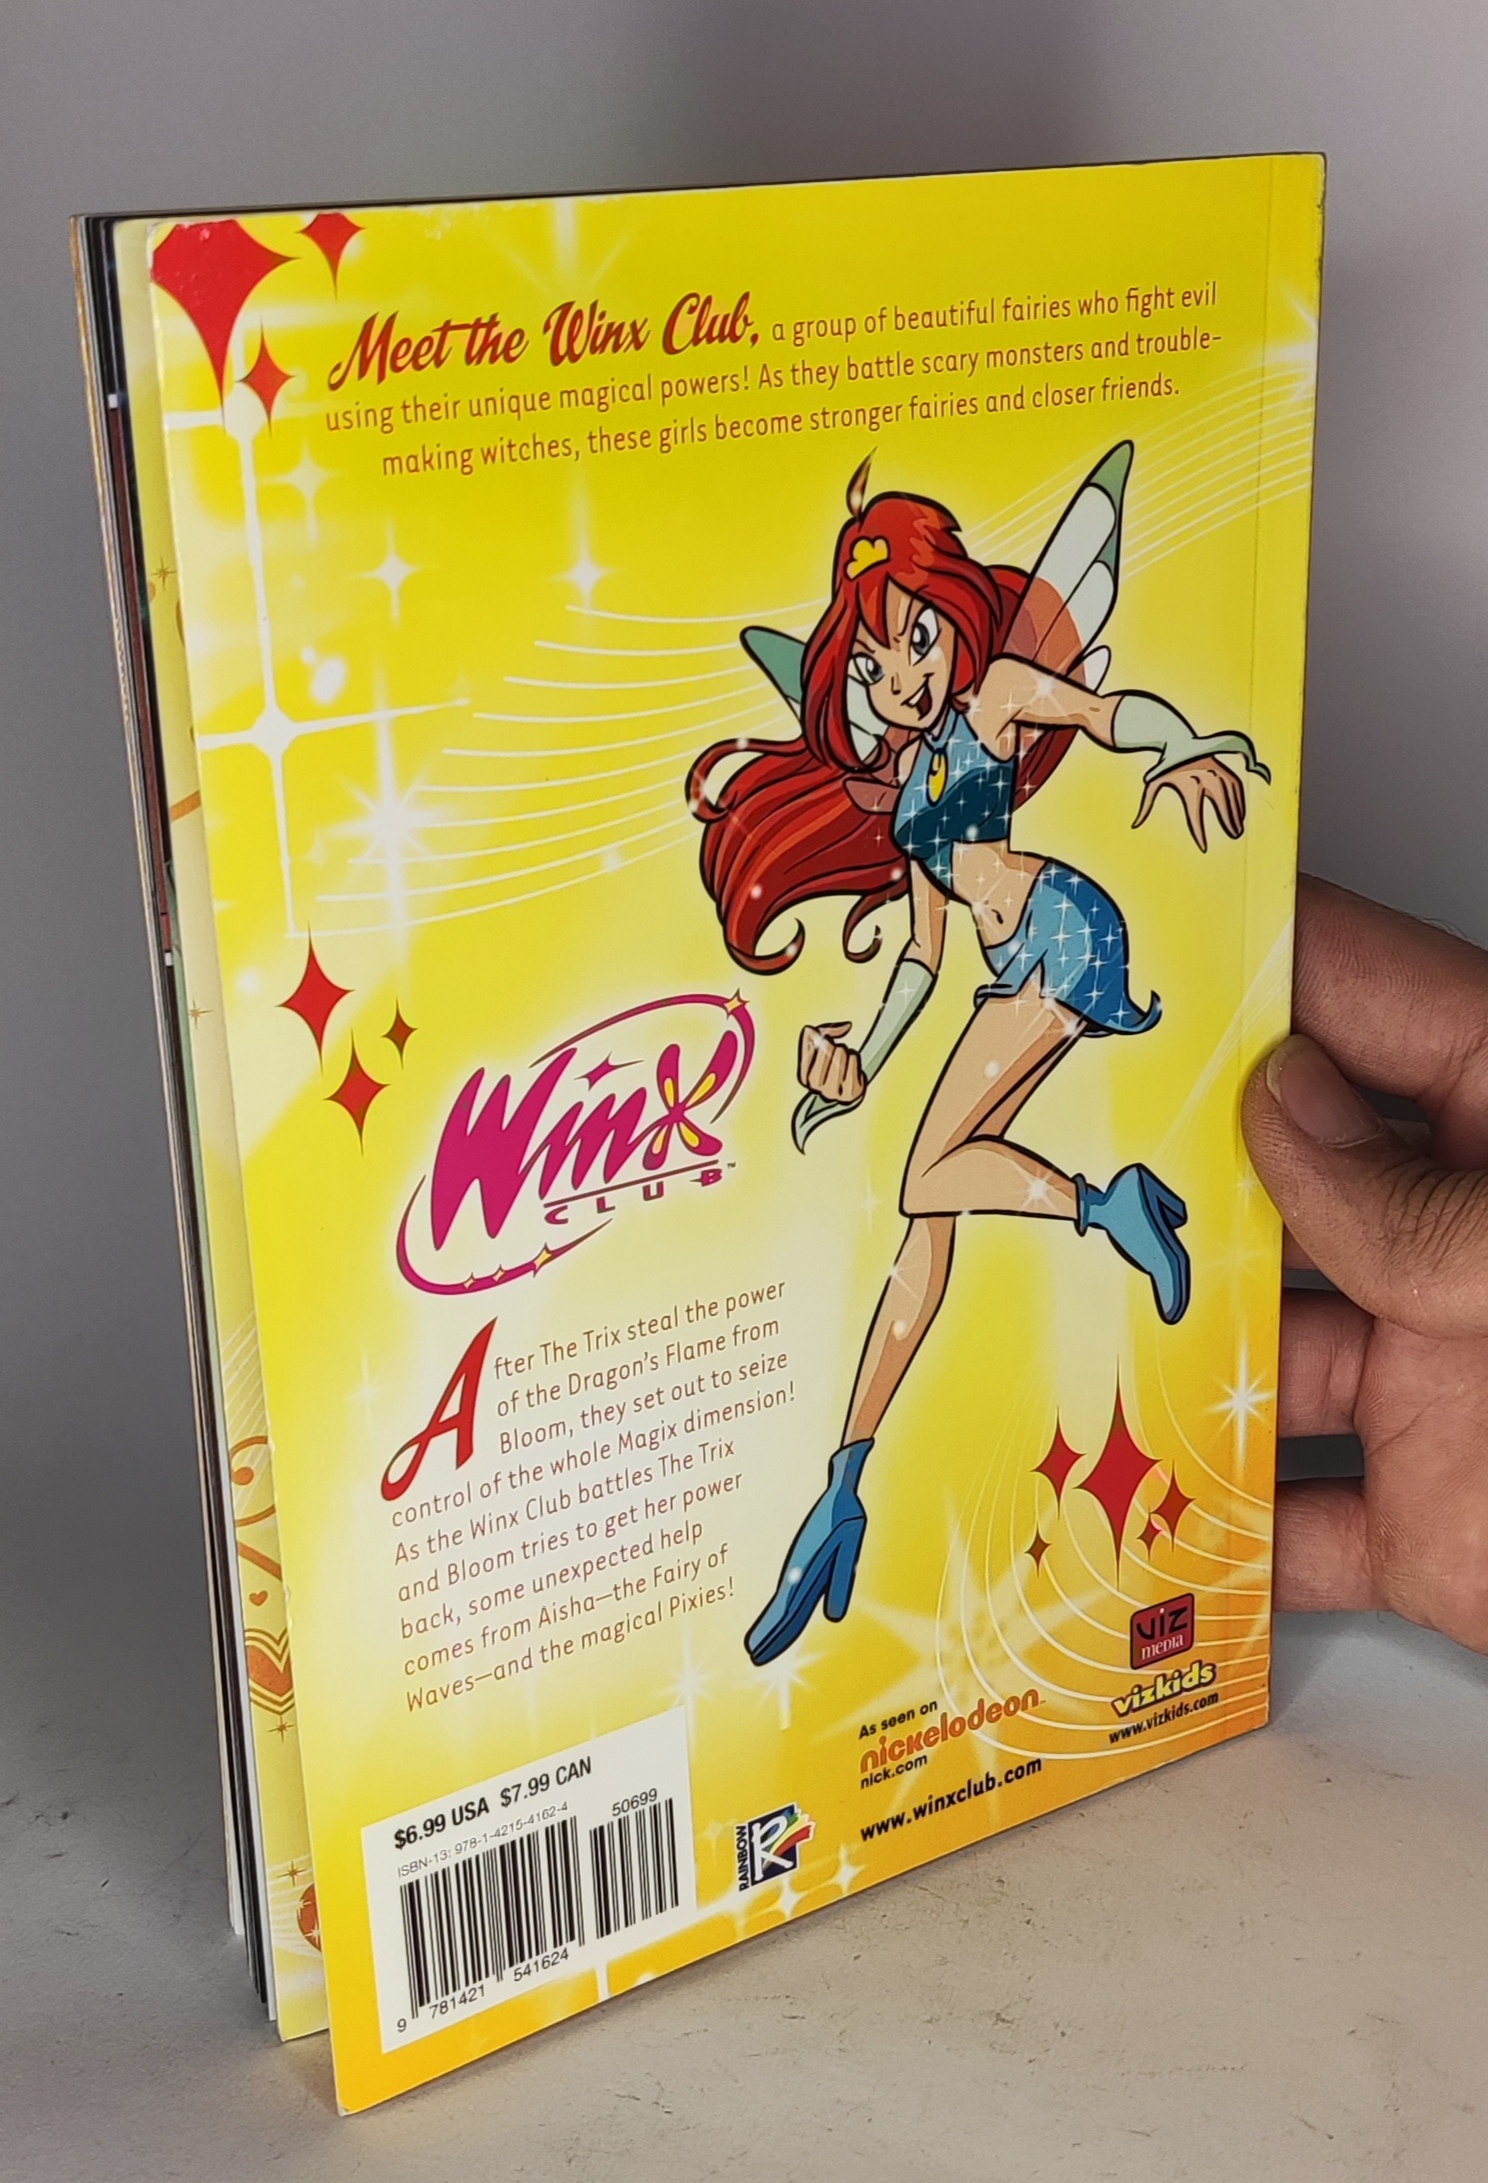 Meet the Winx Club, a group of beautiful fairies who fight evil
using their unique magical powers! As they battle scary monsters and trouble-
making witches, these girls become stronger fairies and closer friends.
Winx
CLUB™
After The Trix steal the power
of the Dragon's Flame from
Bloom, they set out to seize
control of the whole Magix dimension!
As the Winx Club battles The Trix
and Bloom tries to get her power
back, some unexpected help
comes from Aisha—the Fairy of
Waves—and the magical Pixies!
$6.99 USA $7.99 CAN
ISBN-13: 978-1-4215-4162-4
50699
9 781421 541624
RAINBOW
R
As seen on
nickelodeon™
nick.com
www.winxclub.com
viz
media
vizkids
www.vizkids.com